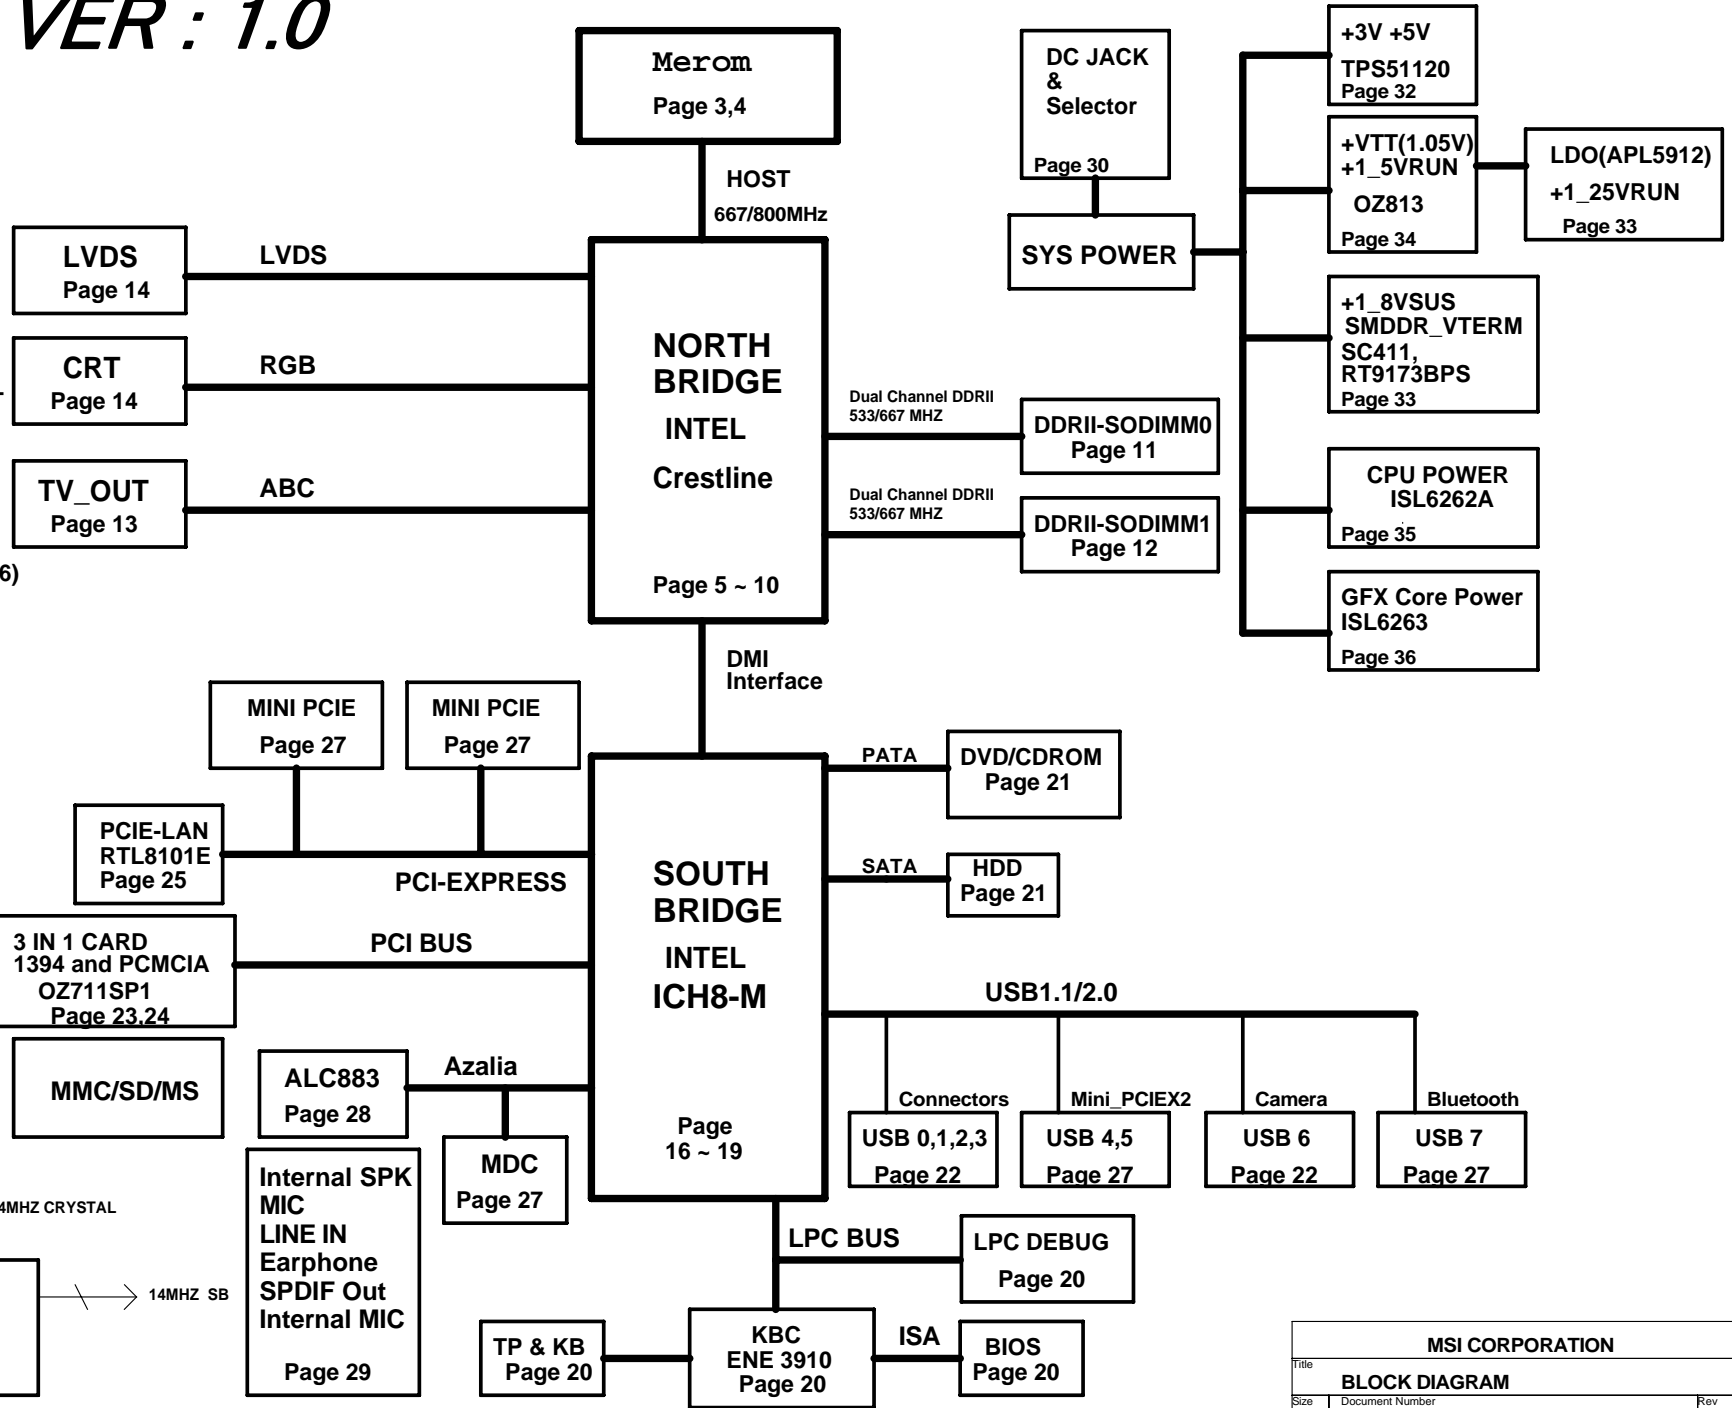 VER : 1.0
Merom
Page 3,4
HOST
667/800MHz
DC JACK
&
Selector
Page 30
SYS POWER
+3V +5V
TPS51120
Page 32
+VTT(1.05V)
+1_5VRUN
OZ813
Page 34
LDO(APL5912)
+1_25VRUN
Page 33
+1_8VSUS
SMDDR_VTERM
SC411,
RT9173BPS
Page 33
CPU POWER
ISL6262A
Page 35
GFX Core Power
ISL6263
Page 36
LVDS
Page 14
LVDS
CRT
Page 14
RGB
TV_OUT
Page 13
ABC
6)
NORTH
BRIDGE
INTEL
Crestline
Page 5 ~ 10
Dual Channel DDRII
533/667 MHZ
DDRII-SODIMM0
Page 11
Dual Channel DDRII
533/667 MHZ
DDRII-SODIMM1
Page 12
DMI
Interface
MINI PCIE
Page 27
MINI PCIE
Page 27
PCIE-LAN
RTL8101E
Page 25
PCI-EXPRESS
3 IN 1 CARD
1394 and PCMCIA
OZ711SP1
Page 23,24
PCI BUS
MMC/SD/MS
SOUTH
BRIDGE
INTEL
ICH8-M
Page
16 ~ 19
PATA
DVD/CDROM
Page 21
SATA
HDD
Page 21
USB1.1/2.0
Connectors
USB 0,1,2,3
Page 22
Mini_PCIEX2
USB 4,5
Page 27
Camera
USB 6
Page 22
Bluetooth
USB 7
Page 27
ALC883
Page 28
Azalia
MDC
Page 27
Internal SPK
MIC
LINE IN
Earphone
SPDIF Out
Internal MIC
Page 29
4MHZ CRYSTAL
14MHZ SB
LPC BUS
LPC DEBUG
Page 20
TP & KB
Page 20
KBC
ENE 3910
Page 20
ISA
BIOS
Page 20
MSI CORPORATION
Title
BLOCK DIAGRAM
Size
Document Number
Rev